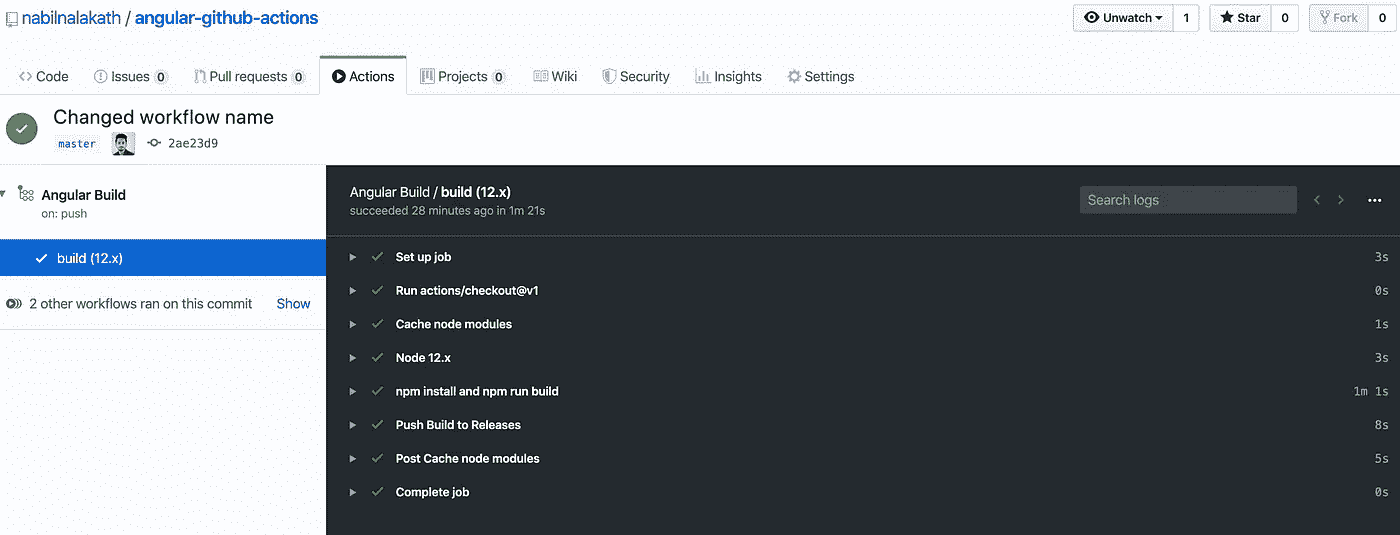 nabilnalakath / angular-github-actions
Unwatch 1 Star 0 Fork 0
Code Issues 0 Pull requests 0 Actions Projects 0 Wiki Security Insights Settings
Changed workflow name
master 2ae23d9
Angular Build
on: push
build (12.x)
2 other workflows ran on this commit Show
Angular Build / build (12.x)
succeeded 28 minutes ago in 1m 21s
Search logs
Set up job 3s
Run actions/checkout@v1 0s
Cache node modules 1s
Node 12.x 3s
npm install and npm run build 1m 1s
Push Build to Releases 8s
Post Cache node modules 5s
Complete job 0s